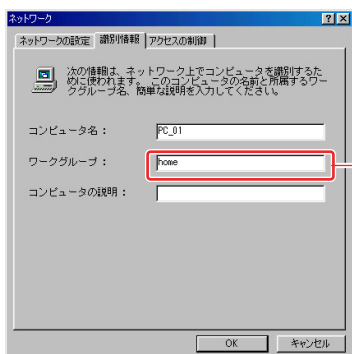 ネットワーク
ネットワークの設定 識別情報 アクセスの制御
次の情報は、ネットワーク上でコンピュータを識別するた
めに使われます。 このコンピュータの名前と所属するワー
クグループ名、簡単な説明を入力してください。
コンピュータ名： PC_01
ワークグループ： home
コンピュータの説明：
OK キャンセル